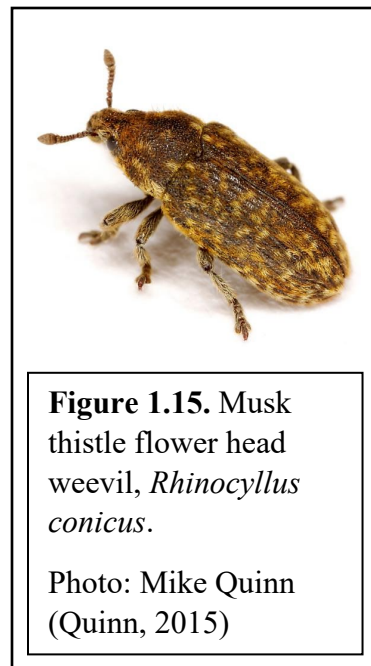 Figure 1.15. Musk
thistle flower head
weevil, Rhinocyllus
conicus.
Photo: Mike Quinn
(Quinn, 2015)